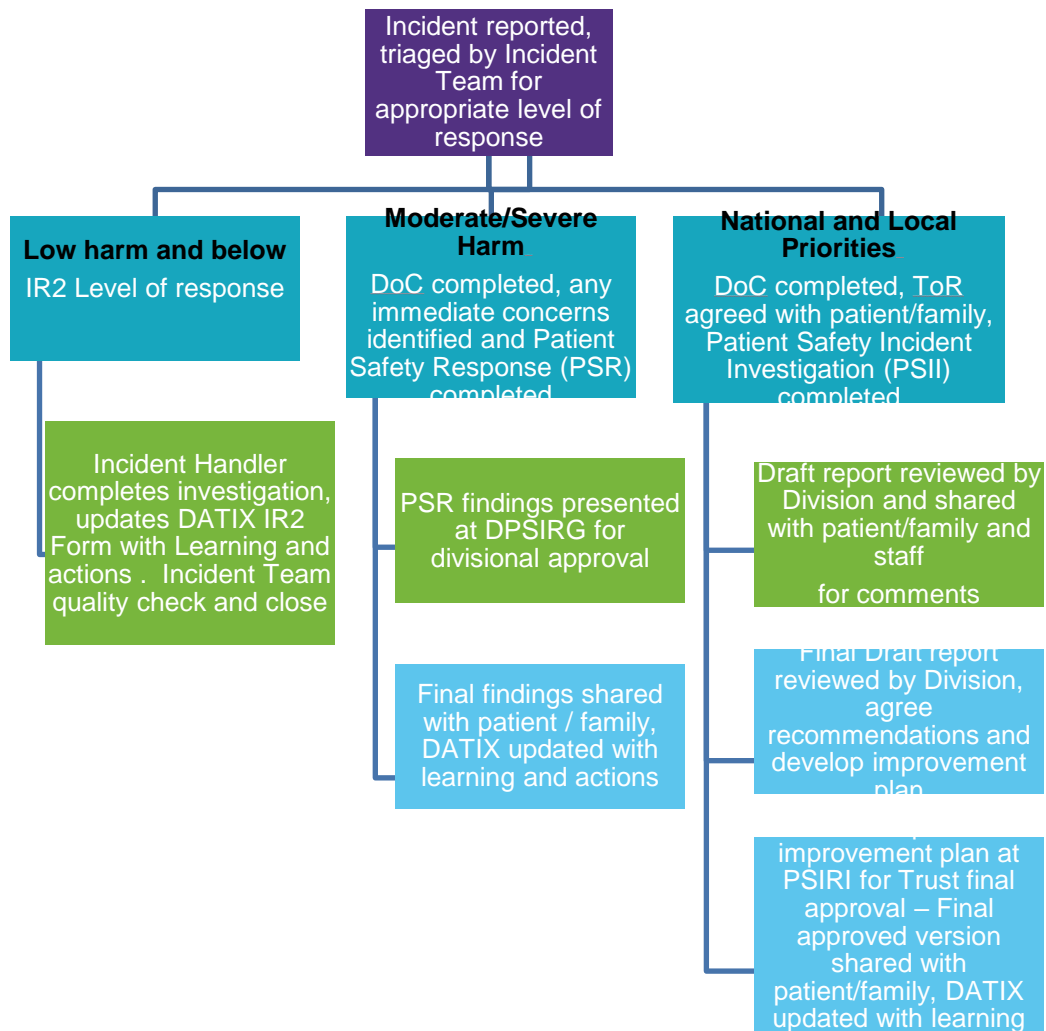 Incident reported,
triaged by Incident
Team for
appropriate level of
response
Low harm and below
IR2 Level of response
Incident Handler
completes investigation,
updates DATIX IR2
Form with Learning and
actions . Incident Team
quality check and close
Moderate/Severe
Harm
DoC completed, any
immediate concerns
identified and Patient
Safety Response (PSR)
completed
PSR findings presented
at DPSIRG for
divisional approval
Final findings shared
with patient / family,
DATIX updated with
learning and actions
National and Local
Priorities
DoC completed, ToR
agreed with patient/family,
Patient Safety Incident
Investigation (PSII)
completed
Draft report reviewed by
Division and shared
with patient/family and
staff
for comments
Final Draft report
reviewed by Division,
agree
recommendations and
develop improvement
plan
improvement plan at
PSIRI for Trust final
approval – Final
approved version
shared with
patient/family, DATIX
updated with learning